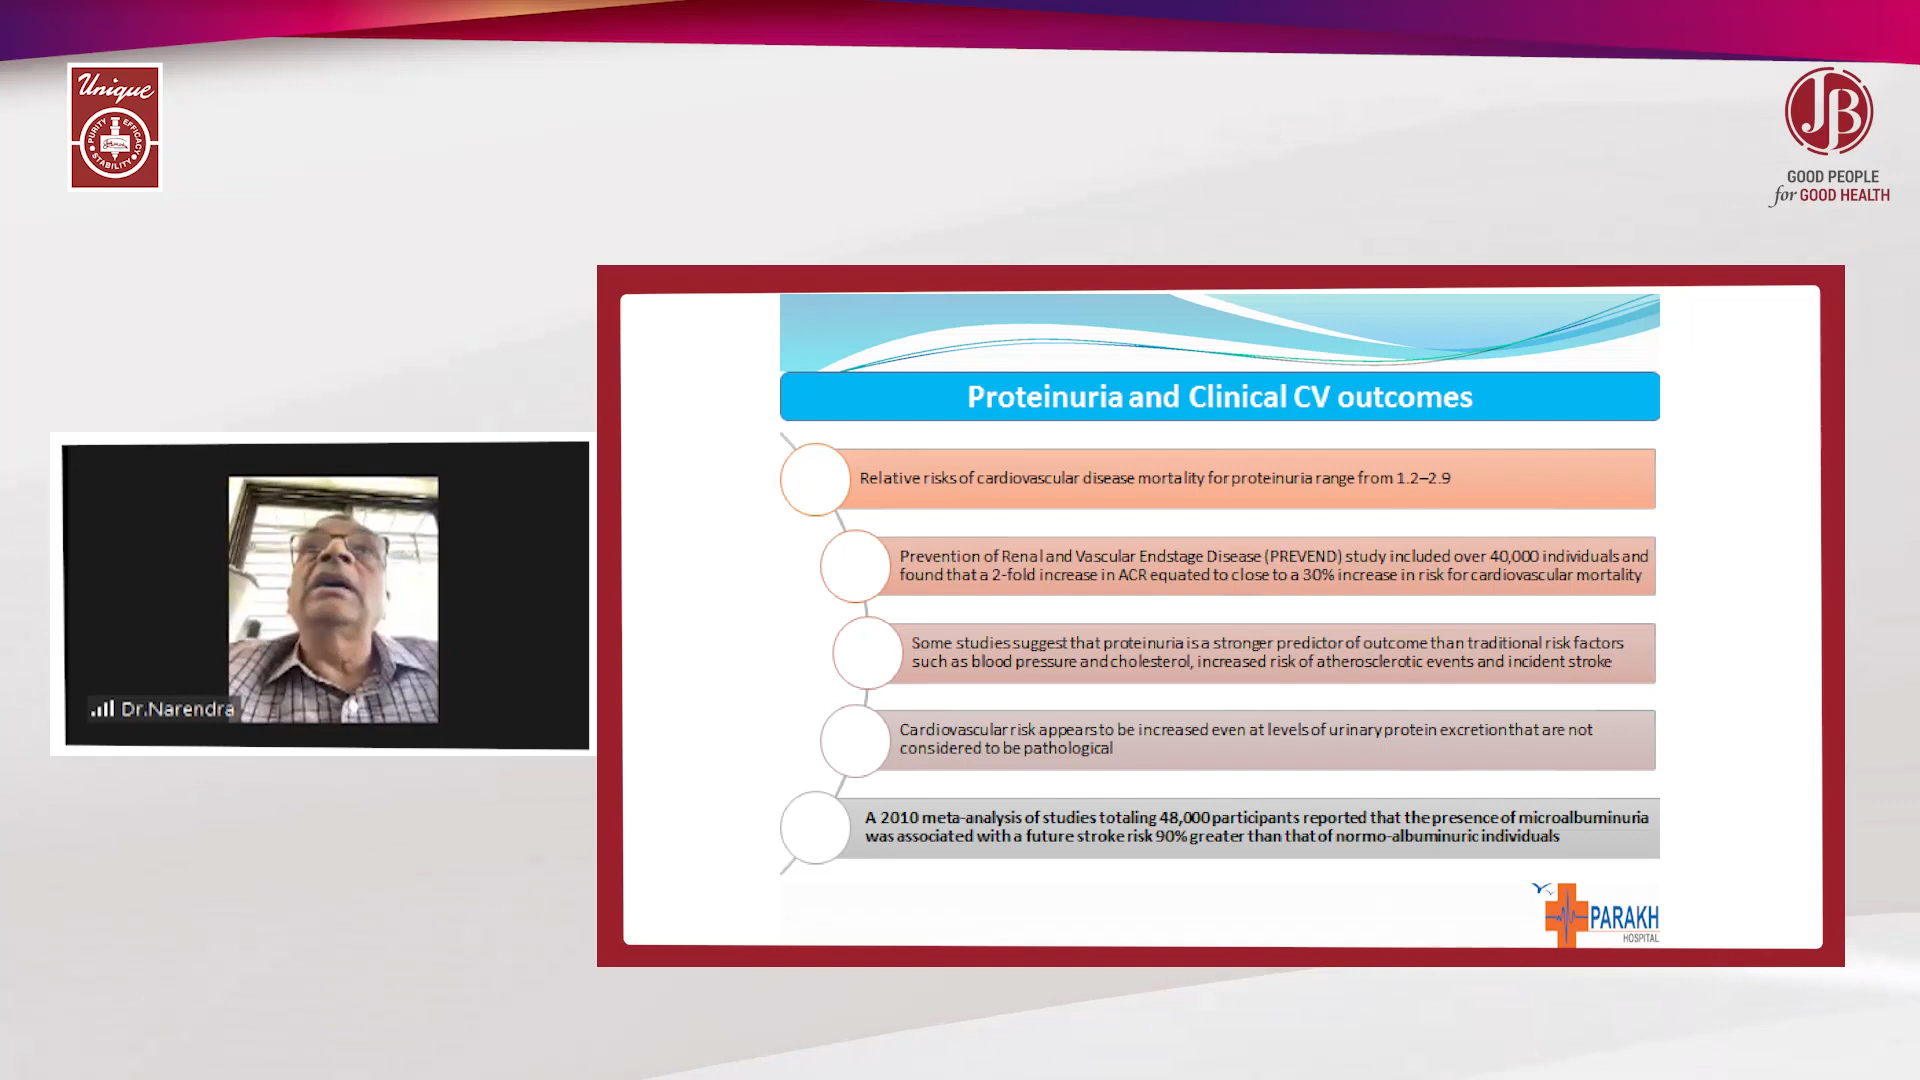 Unique
PURITY EFFICACY
STABILITY
JB
GOOD PEOPLE
for GOOD HEALTH
Proteinuria and Clinical CV outcomes
Relative risks of cardiovascular disease mortality for proteinuria range from 1.2–2.9
Prevention of Renal and Vascular Endstage Disease (PREVEND) study included over 40,000 individuals and
found that a 2-fold increase in ACR equated to close to a 30% increase in risk for cardiovascular mortality
Some studies suggest that proteinuria is a stronger predictor of outcome than traditional risk factors
such as blood pressure and cholesterol, increased risk of atherosclerotic events and incident stroke
Dr.Narendra
Cardiovascular risk appears to be increased even at levels of urinary protein excretion that are not
considered to be pathological
A 2010 meta-analysis of studies totaling 48,000 participants reported that the presence of microalbuminuria
was associated with a future stroke risk 90% greater than that of normo-albuminuric individuals
PARAKH
HOSPITAL